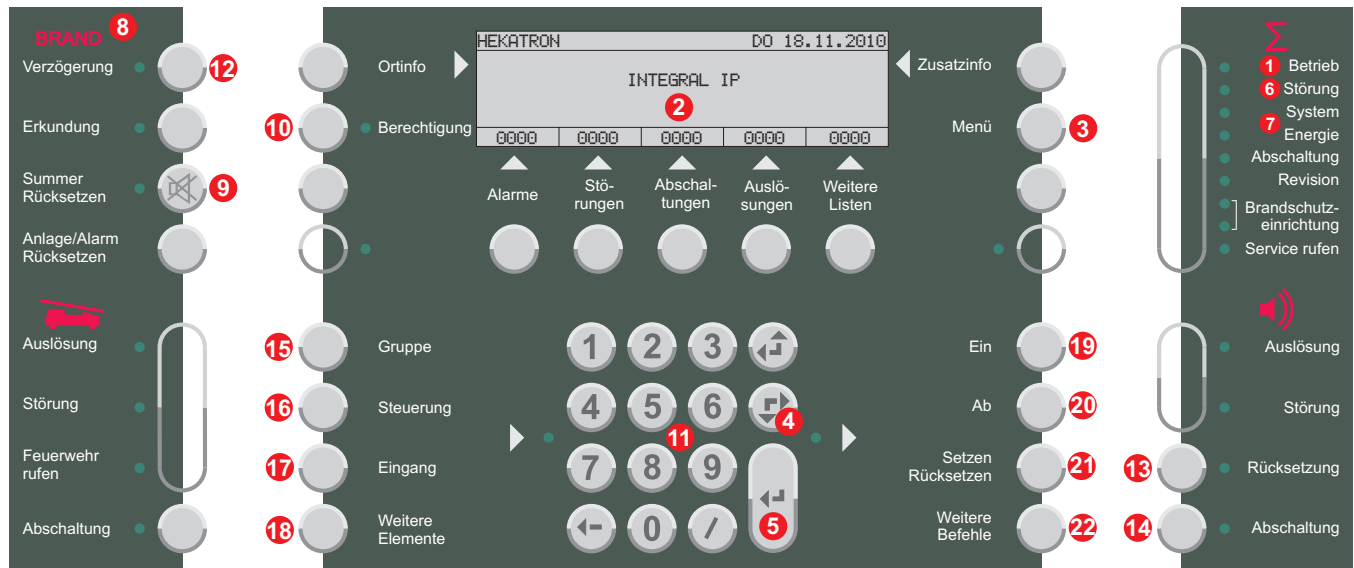 BRAND 8
Verzögerung 12
Erkundung
Summer
Rücksetzen 9
Anlage/Alarm
Rücksetzen
Auslösung
Störung
Feuerwehr
rufen
Abschaltung
Ortinfo
10 Berechtigung
HEKATRON DO 18.11.2010
INTEGRAL IP
2
0000 0000 0000 0000 0000
Alarme
Stö-
rungen
Abschal-
tungen
Auslö-
sungen
Weitere
Listen
Zusatzinfo
Menü 3
15 Gruppe
16 Steuerung
17 Eingang
18 Weitere
Elemente
1 2 3
4 5 6 4
11
7 8 9
0 / 5
Ein 19
Ab 20
Setzen
Rücksetzen 21
Weitere
Befehle 22
Σ
1 Betrieb
6 Störung
System
7 Energie
Abschaltung
Revision
Brandschutz-
einrichtung
Service rufen
Auslösung
Störung
13 Rücksetzung
14 Abschaltung